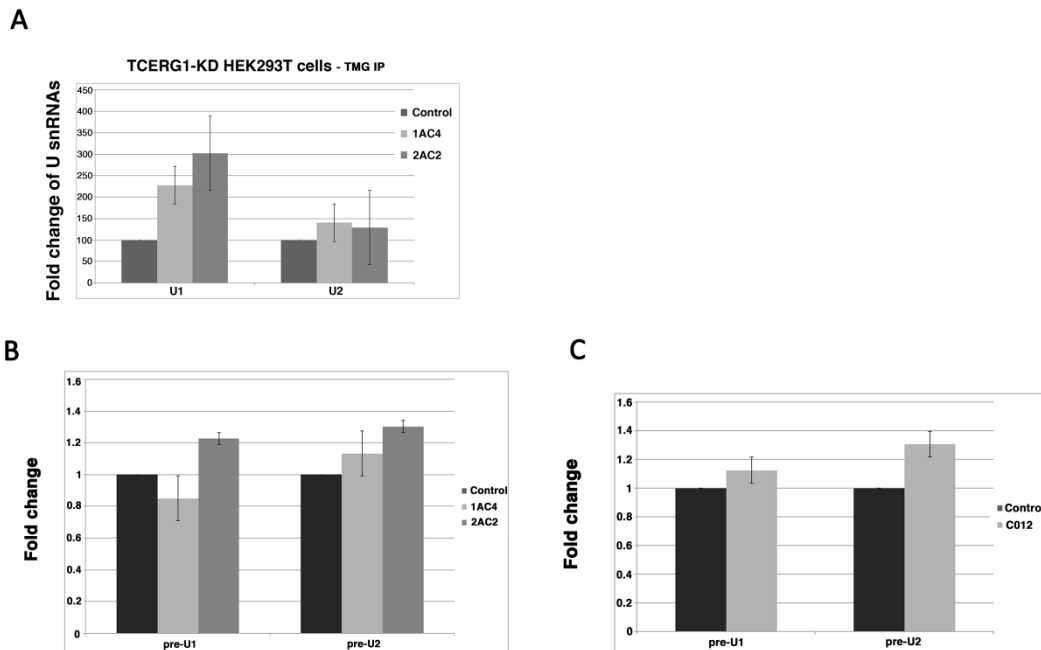 A
TCERG1-KD HEK293T cells - TMG IP
Fold change of U snRNAs
450
400
350
300
250
200
150
100
50
0
U1
U2
Control
1AC4
2AC2
B
Fold change
1.6
1.4
1.2
1
0.8
0.6
0.4
0.2
0
pre-U1
pre-U2
Control
1AC4
2AC2
C
Fold change
1.6
1.4
1.2
1
0.8
0.6
0.4
0.2
0
pre-U1
pre-U2
Control
C012